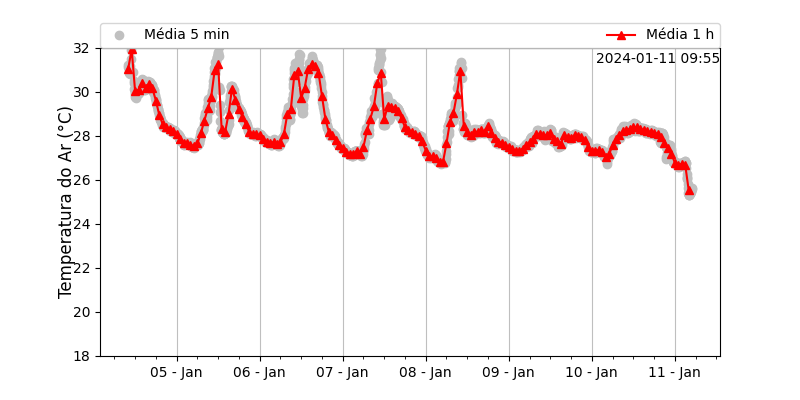 Média 5 min
Média 1 h
2024-01-11 09:55
Temperatura do Ar (°C)
32
30
28
26
24
22
20
18
05 - Jan
06 - Jan
07 - Jan
08 - Jan
09 - Jan
10 - Jan
11 - Jan